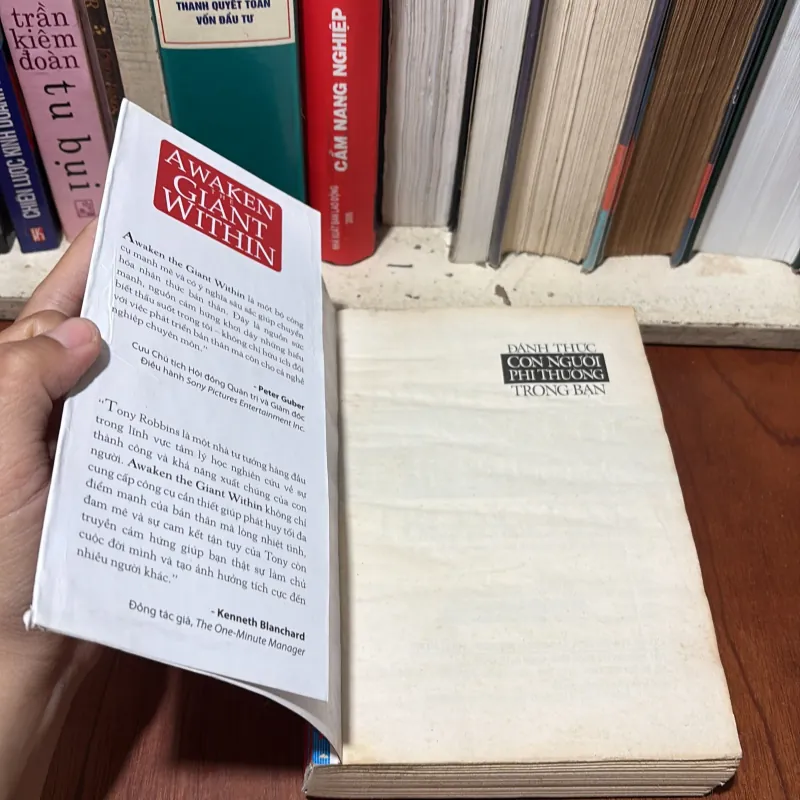 trần
kiêm
đoàn
tu bụi
CHIẾN LƯỢC KINH DOANH
THANH QUYẾT TOÁN
VỐN ĐẦU TƯ
CẨM NANG NGHIỆP
NHÀ XUẤT BẢN LAO ĐỘNG
AWAKEN
THE
GIANT
WITHIN
Awaken the Giant Within là một bộ công
cụ mạnh mẽ và có ý nghĩa sâu sắc giúp chuyển
hóa nhận thức bản thân. Đây là nguồn sức
mạnh, nguồn cảm hứng khơi dậy những hiểu
biết thấu suốt trong tôi - không chỉ hữu ích đối
với việc phát triển bản thân mà còn cho cả nghề
nghiệp chuyên môn.”
- Peter Guber
Cựu Chủ tịch Hội đồng Quản trị và Giám đốc
Điều hành Sony Pictures Entertainment Inc.
“Tony Robbins là một nhà tư tưởng hàng đầu
trong lĩnh vực tâm lý học nghiên cứu về sự
thành công và khả năng xuất chúng của con
người. Awaken the Giant Within không chỉ
cung cấp công cụ cần thiết giúp phát huy tối đa
điểm mạnh của bản thân mà lòng nhiệt tình,
đam mê và sự cam kết tận tụy của Tony còn
truyền cảm hứng giúp bạn thật sự làm chủ
cuộc đời mình và tạo ảnh hưởng tích cực đến
nhiều người khác.”
- Kenneth Blanchard
Đồng tác giả, The One-Minute Manager
ĐÁNH THỨC
CON NGƯỜI
PHI THƯỜNG
TRONG BẠN